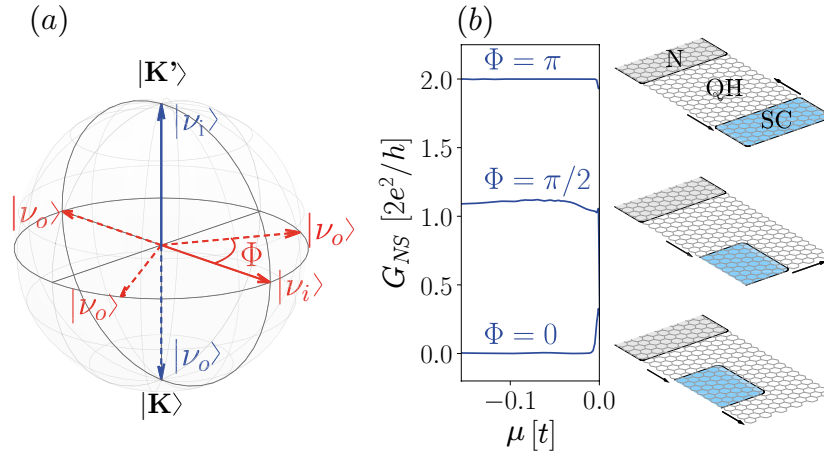 (a)
|K'⟩
|ν_i⟩
|ν_o⟩
|ν_o⟩
Φ
|ν_o⟩
|ν_i⟩
|ν_o⟩
|K⟩
(b)
G_NS [2e²/h]
2.0
1.5
1.0
0.5
0.0
Φ = π
Φ = π/2
Φ = 0
−0.1
0.0
μ [t]
N
QH
SC